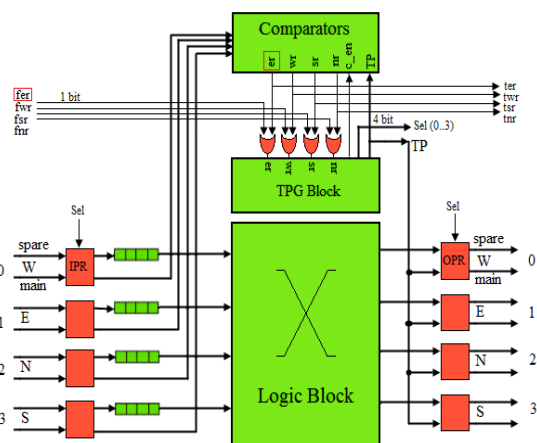 Comparators
er wr sr nr c_en TP
fer
fwr
fsr
fnr
1 bit
ter
twr
tsr
tnr
4 bit
Sel (0..3)
TP
er wr sr nr
TPG Block
Sel
Sel
spare
0
W
main
IPR
OPR
spare
W
main
0
1
E
E
1
2
N
N
2
3
S
S
3
Logic Block